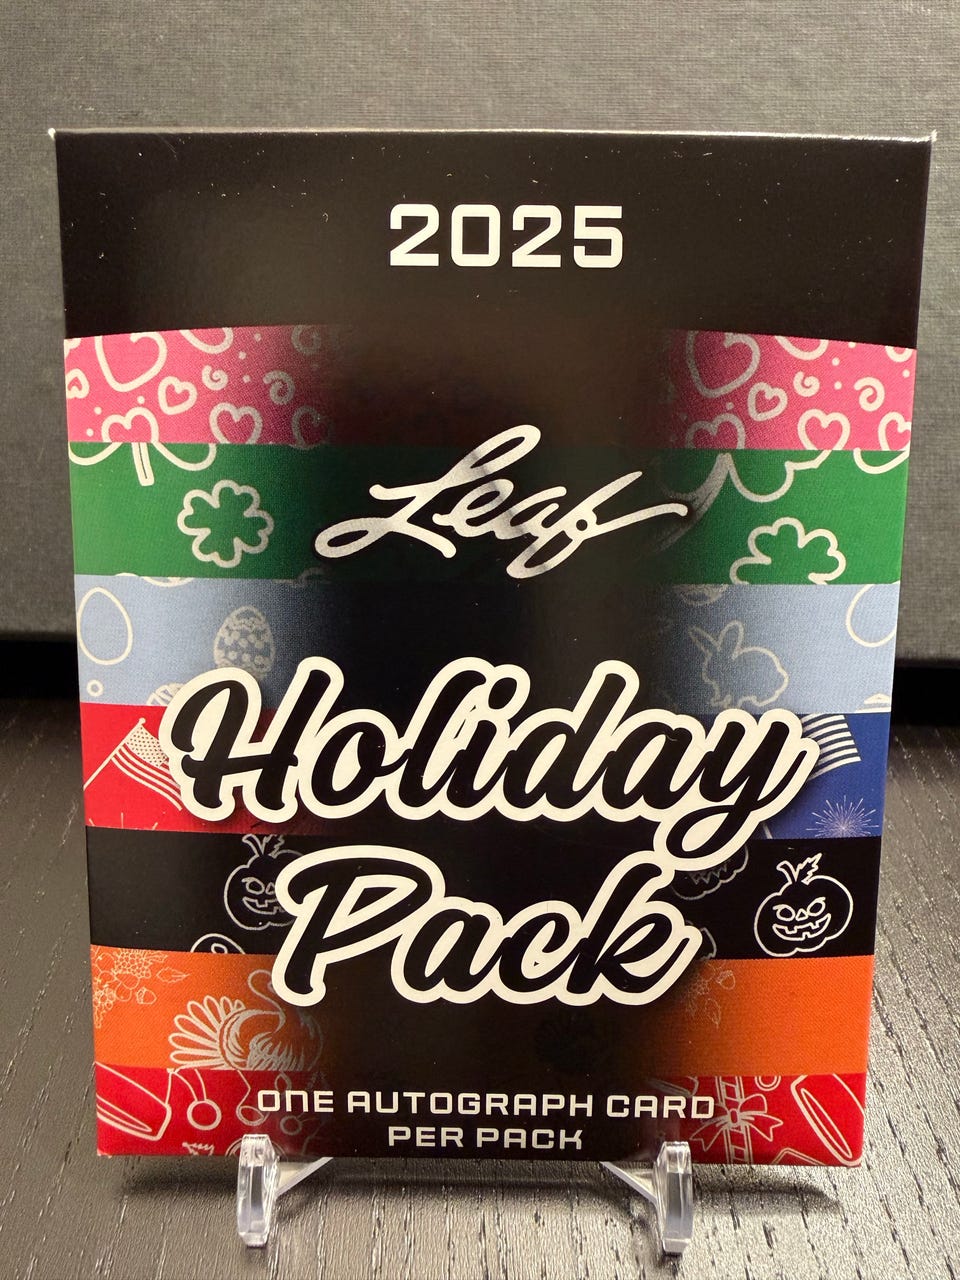 2025
Leaf
Holiday
Pack
ONE AUTOGRAPH CARD
PER PACK